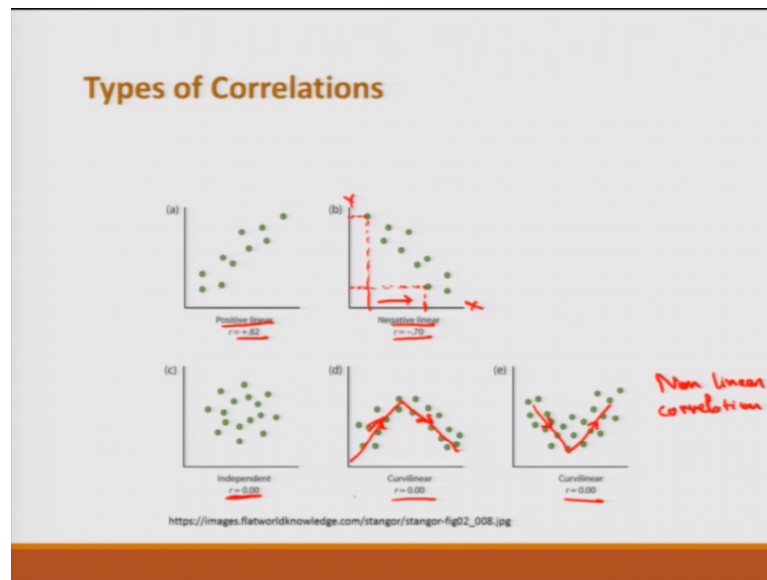 Types of Correlations
(a)
(b)
Y
X
Positive linear
r = +.82
Negative linear
r = -.70
(c)
(d)
(e)
Non linear
correlation
Independent
r = 0.00
Curvilinear
r = 0.00
Curvilinear
r = 0.00
https://images.flatworldknowledge.com/stangor/stangor-fig02_008.jpg